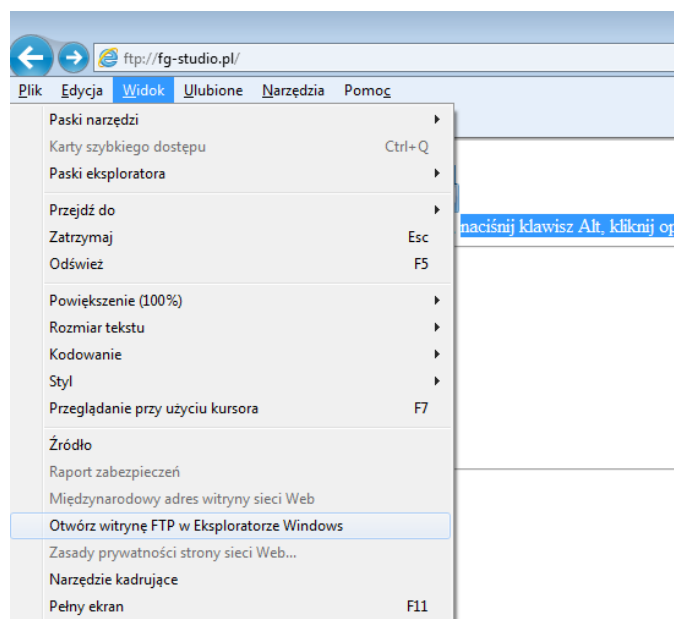 ftp://fg-studio.pl/
Plik Edycja Widok Ulubione Narzędzia Pomoc
Paski narzędzi
Karty szybkiego dostępu Ctrl+Q
Paski eksploratora
Przejdź do
naciśnij klawisz Alt, kliknij op
Zatrzymaj Esc
Odśwież F5
Powiększenie (100%)
Rozmiar tekstu
Kodowanie
Styl
Przeglądanie przy użyciu kursora F7
Źródło
Raport zabezpieczeń
Międzynarodowy adres witryny sieci Web
Otwórz witrynę FTP w Eksploratorze Windows
Zasady prywatności strony sieci Web...
Narzędzie kadrujące
Pełny ekran F11